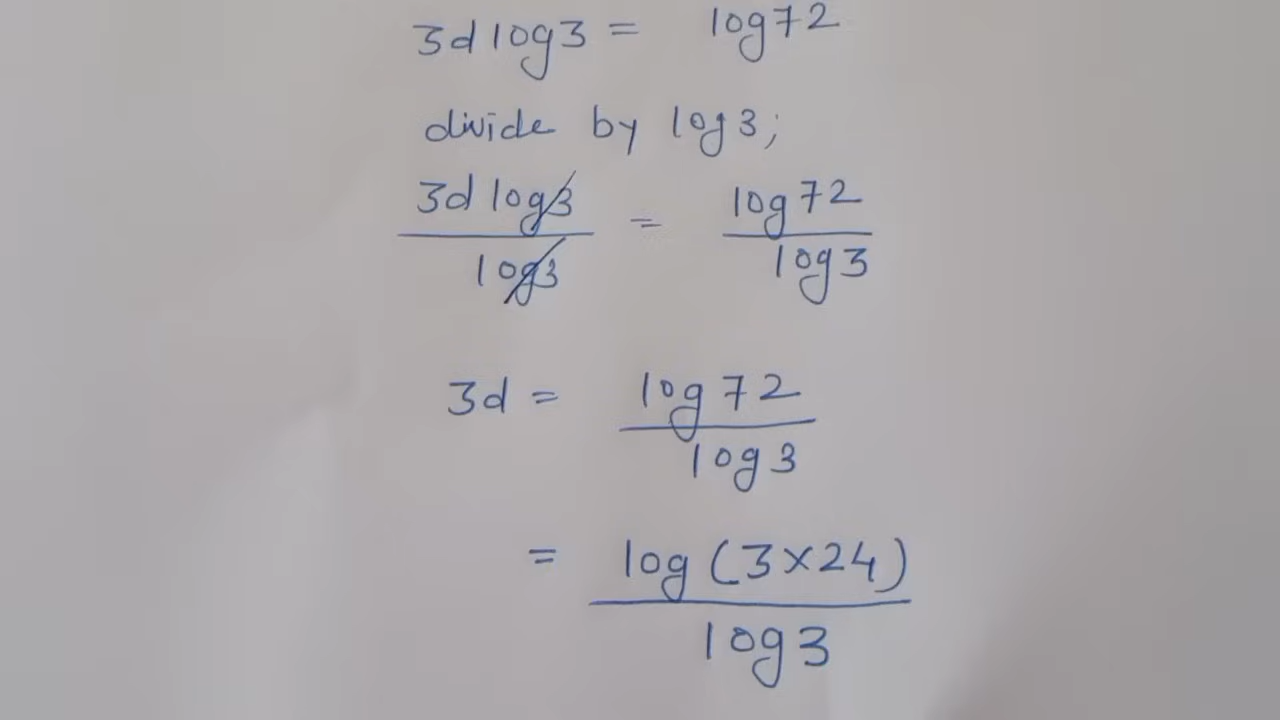 3d log3 = log72
divide by log3;
3d log3 / log3 = log72 / log3
3d = log72 / log3
= log(3×24) / log3